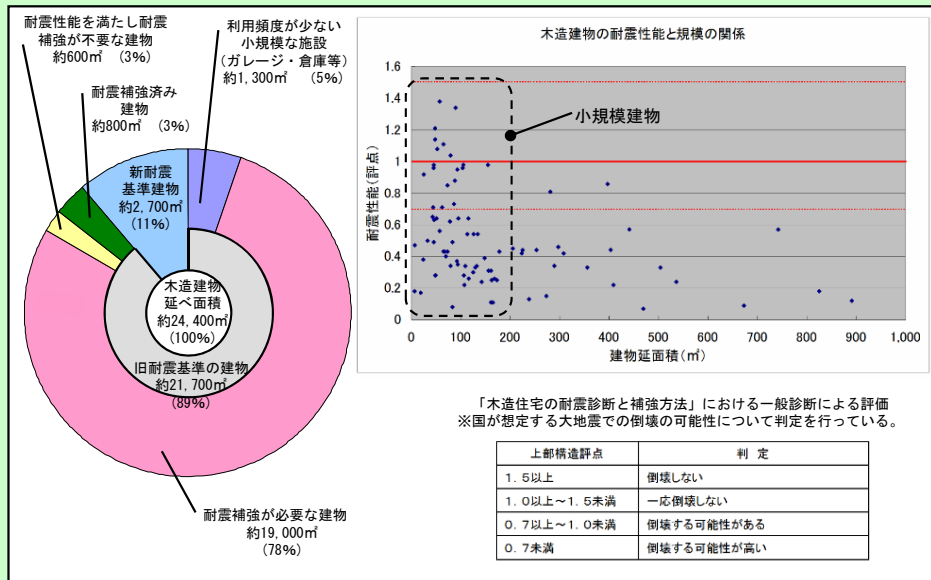 耐震性能を満たし耐震
補強が不要な建物
約600㎡ (3%)
利用頻度が少ない
小規模な施設
(ガレージ・倉庫等)
約1,300㎡ (5%)
耐震補強済み
建物
約800㎡ (3%)
新耐震
基準建物
約2,700㎡
(11%)
木造建物
延べ面積
約24,400㎡
(100%)
旧耐震基準の建物
約21,700㎡
(89%)
耐震補強が必要な建物
約19,000㎡
(78%)
木造建物の耐震性能と規模の関係
耐震性能(評点)
1.6
1.4
1.2
1
0.8
0.6
0.4
0.2
0
小規模建物
0 100 200 300 400 500 600 700 800 900 1,000
建物延面積(㎡)
「木造住宅の耐震診断と補強方法」における一般診断による評価
※国が想定する大地震での倒壊の可能性について判定を行っている。
上部構造評点 判 定
1.5以上 倒壊しない
1.0以上~1.5未満 一応倒壊しない
0.7以上~1.0未満 倒壊する可能性がある
0.7未満 倒壊する可能性が高い